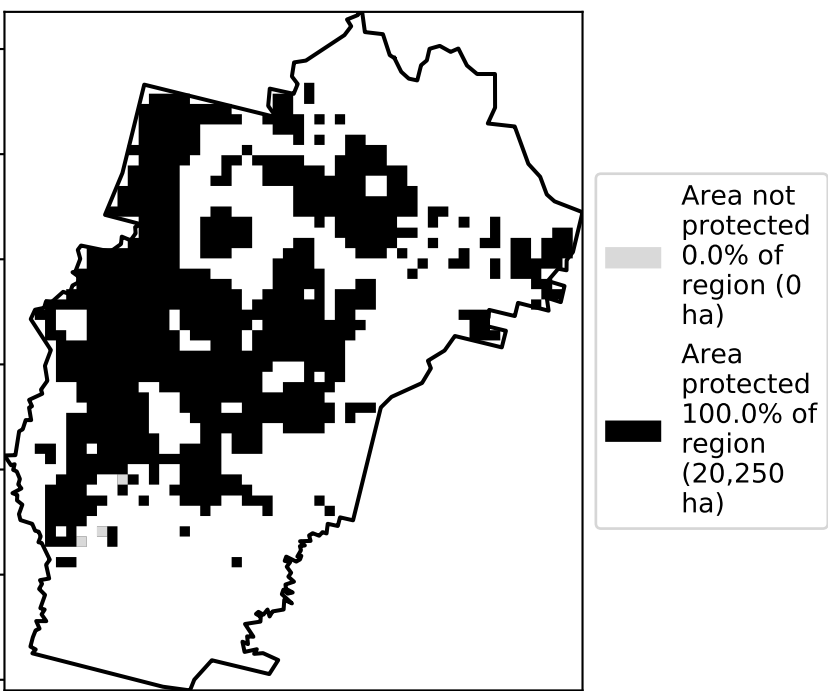 Area not
protected
0.0% of
region (0
ha)
Area
protected
100.0% of
region
(20,250
ha)